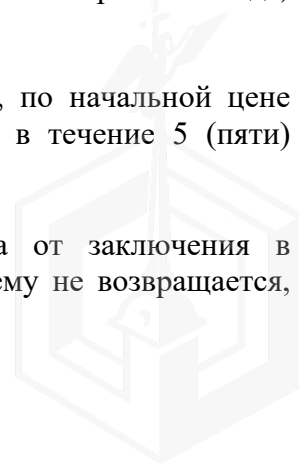 , по начальной цене
в течение 5 (пяти)
а от заключения в
ему не возвращается,